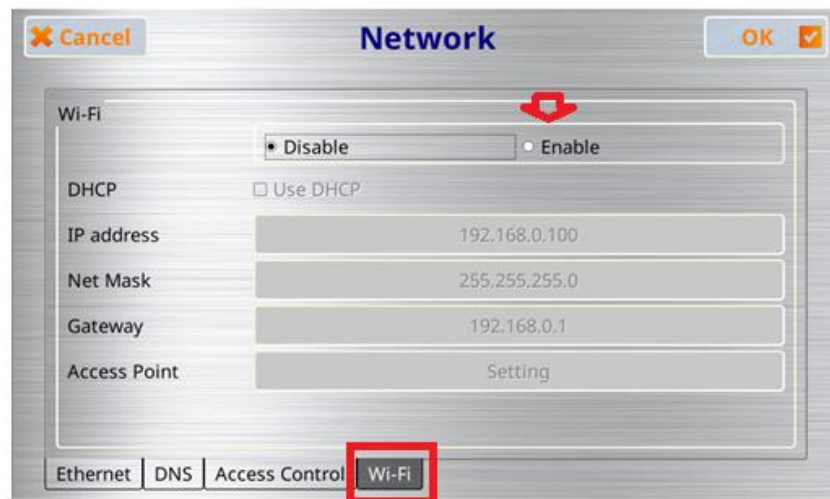 Cancel Network OK
Wi-Fi
Disable Enable
DHCP Use DHCP
IP address 192.168.0.100
Net Mask 255.255.255.0
Gateway 192.168.0.1
Access Point Setting
Ethernet DNS Access Control Wi-Fi